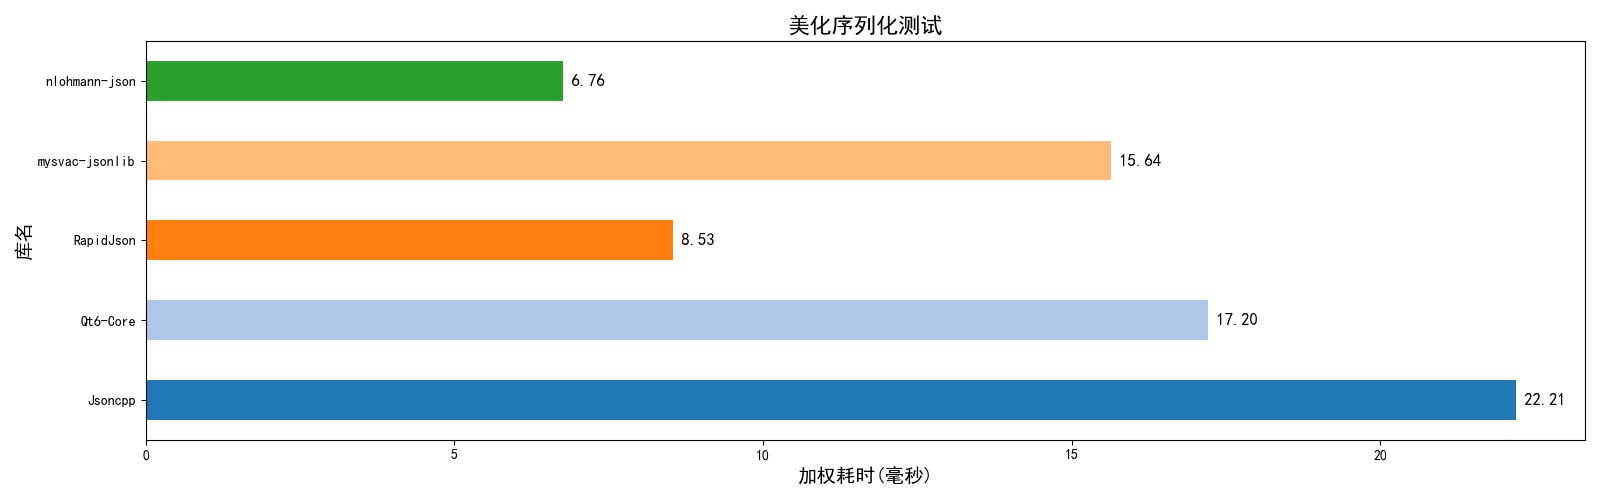 美化序列化测试
库名
nlohmann-json 6.76
mysvac-jsonlib 15.64
RapidJson 8.53
Qt6-Core 17.20
Jsoncpp 22.21
0 5 10 15 20
加权耗时(毫秒)